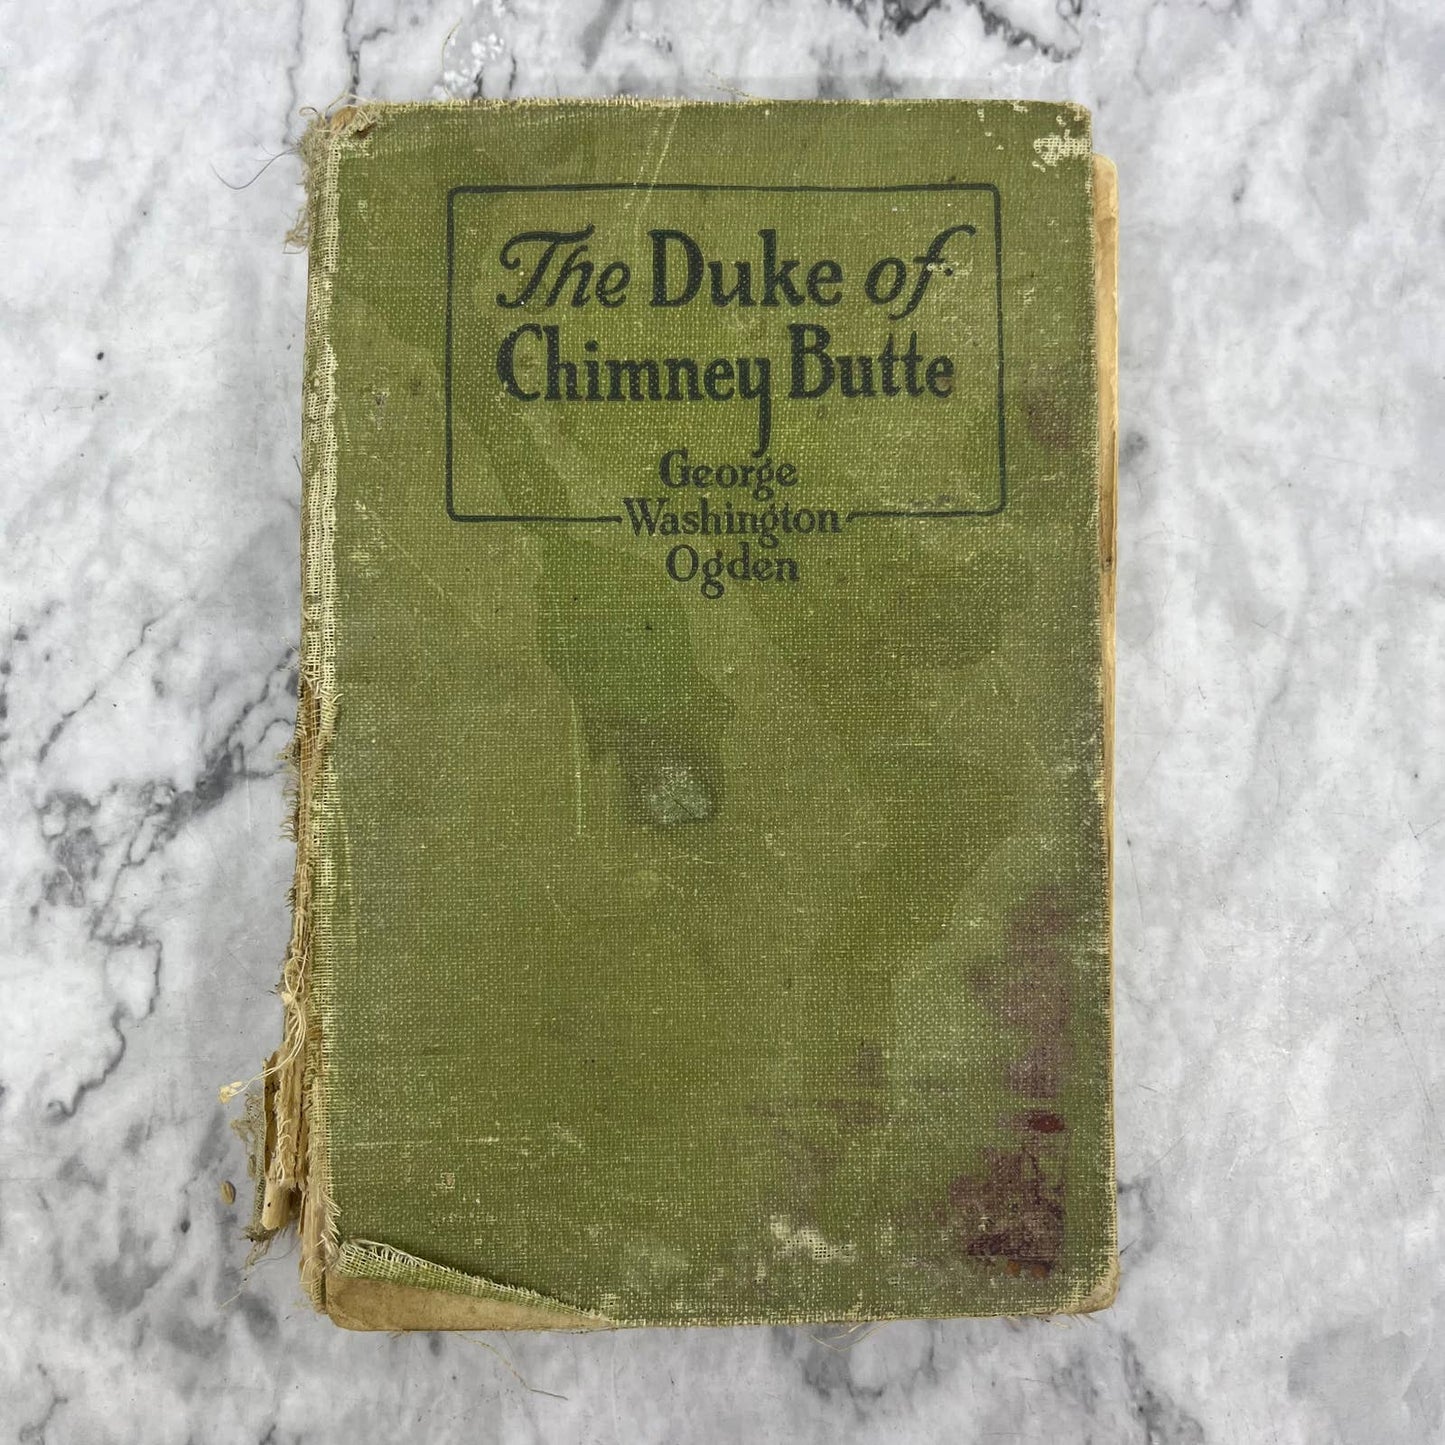 The Duke of
Chimney Butte
George
Washington
Ogden